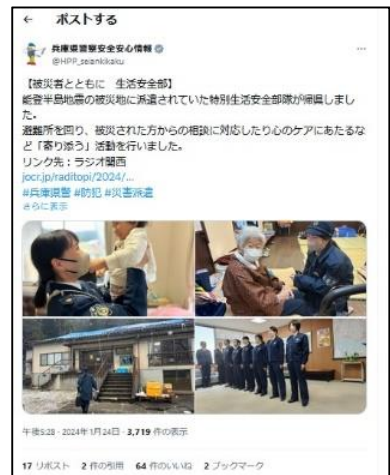 ← ポストする
兵庫県警察安全安心情報
@HPP_seiankikaku
【被災者とともに 生活安全部】
能登半島地震の被災地に派遣されていた特別生活安全部隊が帰県しまし
た。
避難所を回り、被災された方からの相談に対応したり心のケアにあたるな
ど「寄り添う」活動を行いました。
リンク先：ラジオ関西
jocr.jp/raditopi/2024/...
#兵庫県警 #防犯 #災害派遣
さらに表示
午後5:28 · 2024年1月24日 · 3,719 件の表示
17 リポスト 2 件の引用 64 件のいいね 2 ブックマーク